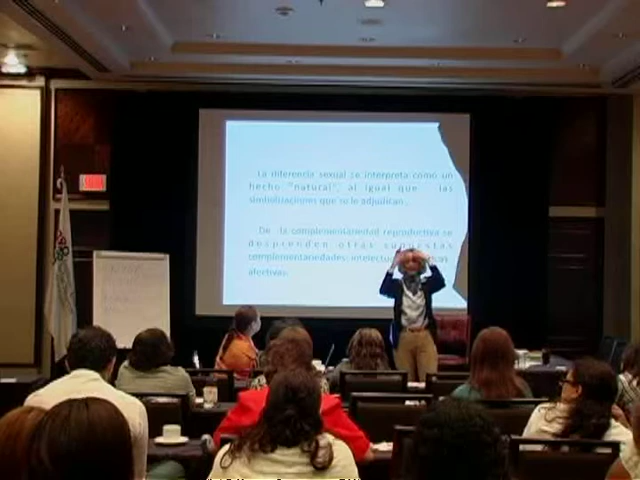 La diferencia sexual se interpreta como un
hecho "natural", al igual que las
simbolizaciones que se le adjudican.
De la complementariedad reproductiva se
desprenden otras supuestas
complementariedades: 
afectivas.